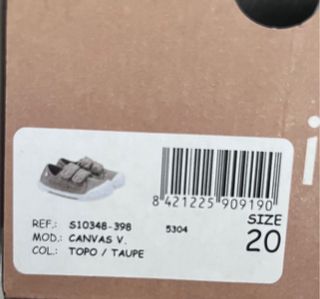 8 421225 909190
REF.: S10348-398 5304
MOD.: CANVAS V.
COL.: TOPO / TAUPE
SIZE
20